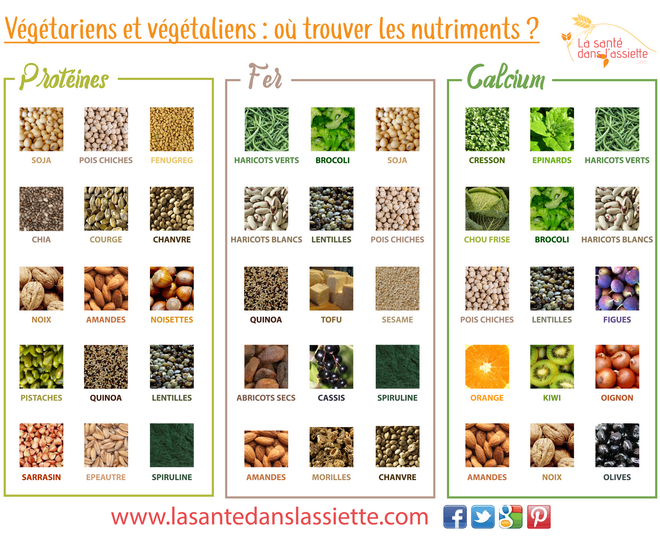 Végétariens et végétaliens : où trouver les nutriments ?
La santé
dans l'assiette
Protéines
SOJA POIS CHICHES FENUGREG
CHIA COURGE CHANVRE
NOIX AMANDES NOISETTES
PISTACHES QUINOA LENTILLES
SARRASIN EPEAUTRE SPIRULINE
Fer
HARICOTS VERTS BROCOLI SOJA
HARICOTS BLANCS LENTILLES POIS CHICHES
QUINOA TOFU SESAME
ABRICOTS SECS CASSIS SPIRULINE
AMANDES MORILLES CHANVRE
Calcium
CRESSON EPINARDS HARICOTS VERTS
CHOU FRISE BROCOLI HARICOTS BLANCS
POIS CHICHES LENTILLES FIGUES
ORANGE KIWI OIGNON
AMANDES NOIX OLIVES
www.lasantedanslassiette.com